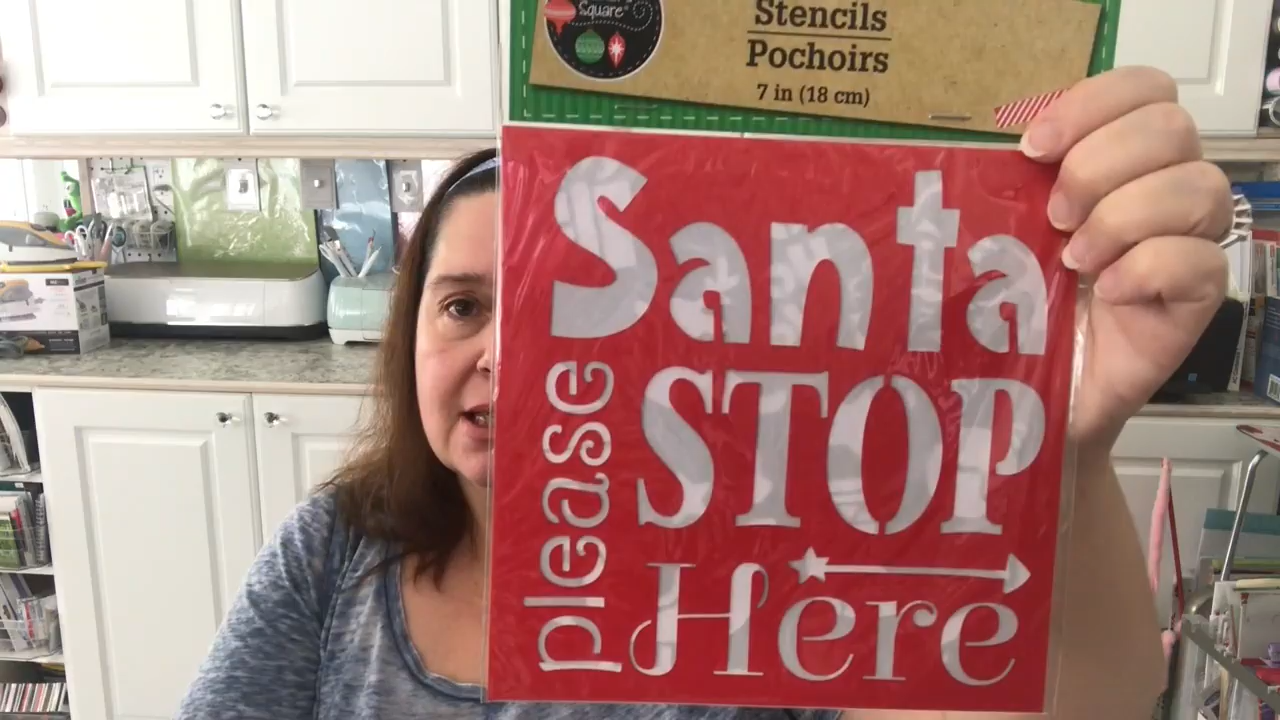 Square
Stencils
Pochoirs
7 in (18 cm)
Santa
please
STOP
Here